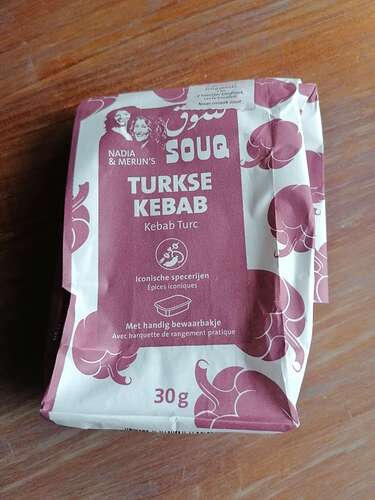 سوق
NADIA
& MERIJN'S
SOUQ
TURKSE
KEBAB
Kebab Turc
Iconische specerijen
Épices iconiques
Met handig bewaarbakje
Avec barquette de rangement pratique
30 g